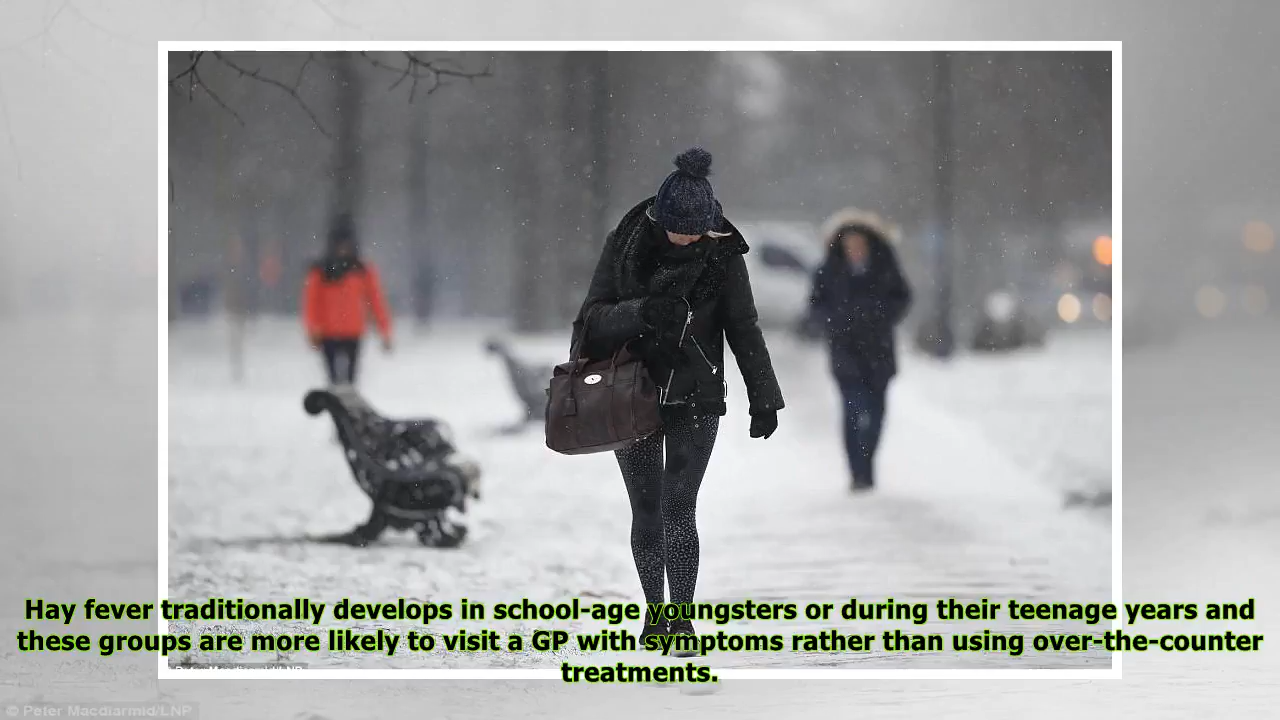 Hay fever traditionally develops in school-age youngsters or during their teenage years and
these groups are more likely to visit a GP with symptoms rather than using over-the-counter
treatments.
© Peter Macdiarmid/LNP